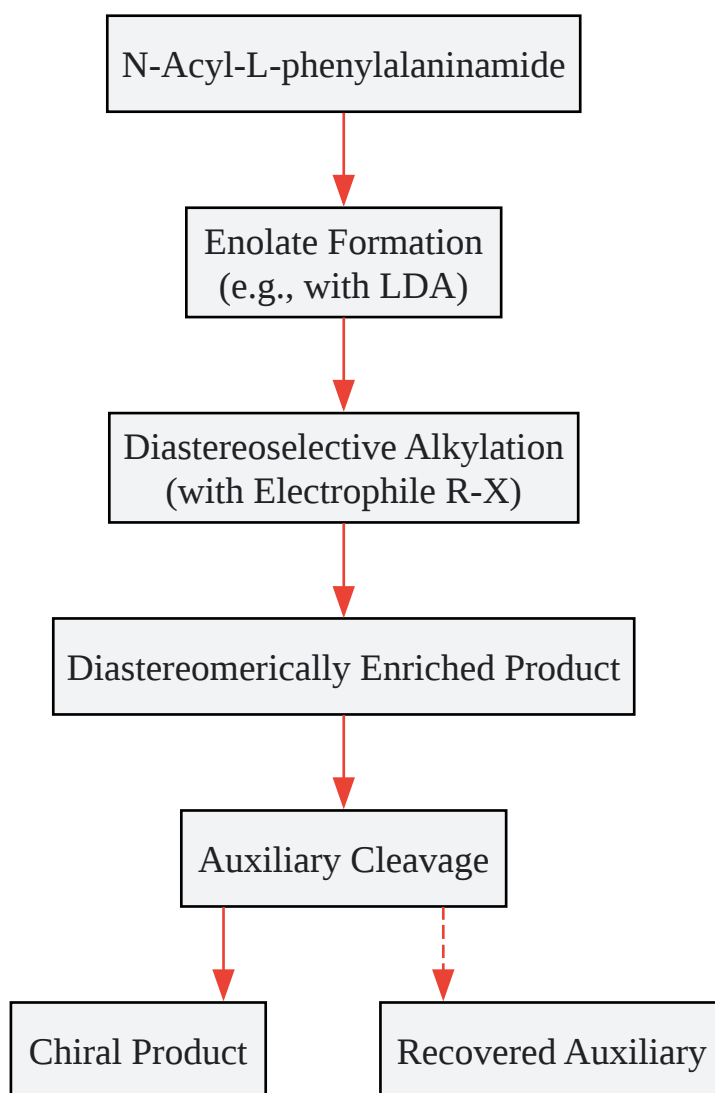 N-Acyl-L-phenylalaninamide
Enolate Formation
(e.g., with LDA)
Diastereoselective Alkylation
(with Electrophile R-X)
Diastereomerically Enriched Product
Auxiliary Cleavage
Chiral Product
Recovered Auxiliary